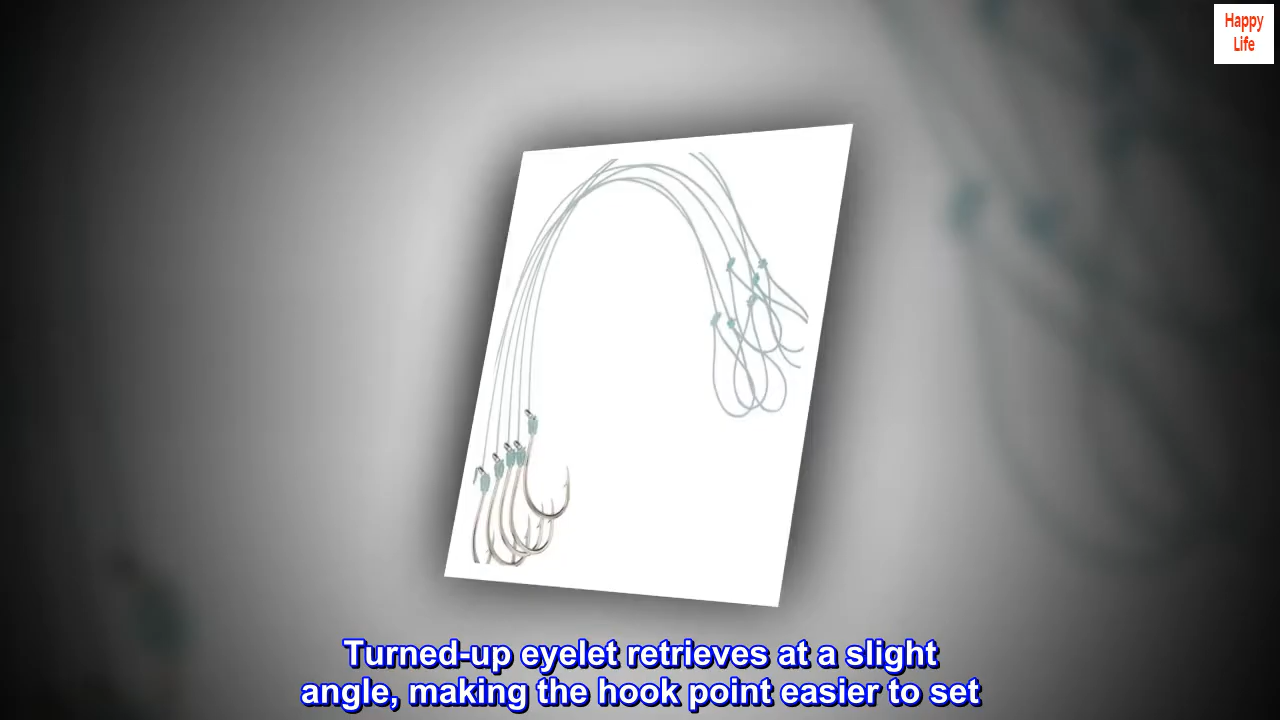 Happy
Life
Turned-up eyelet retrieves at a slight
angle, making the hook point easier to set